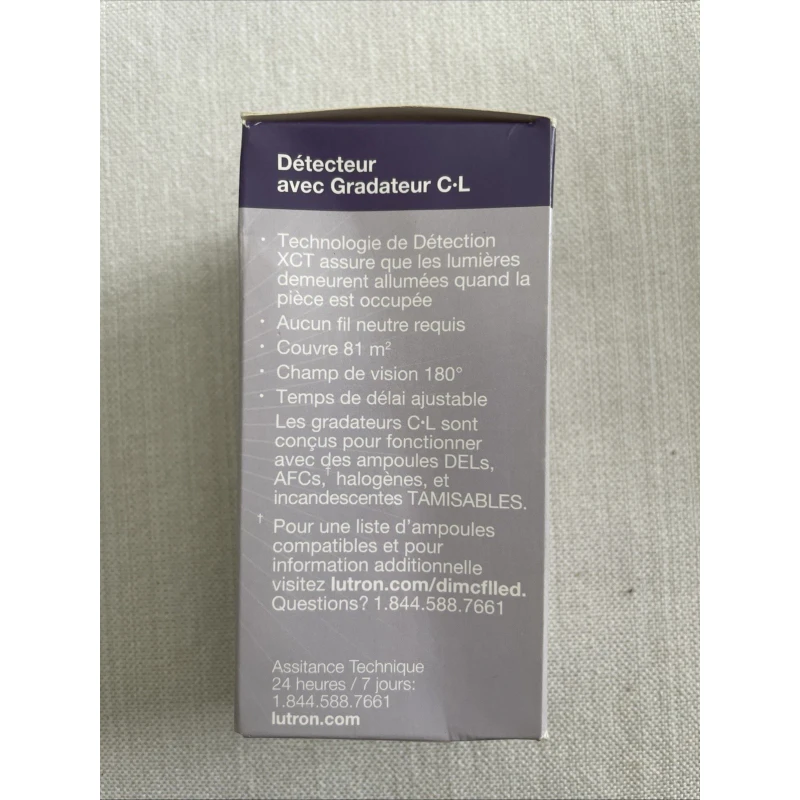 Détecteur
avec Gradateur C•L
• Technologie de Détection
XCT assure que les lumières
demeurent allumées quand la
pièce est occupée
• Aucun fil neutre requis
• Couvre 81 m²
• Champ de vision 180°
• Temps de délai ajustable
Les gradateurs C•L sont
conçus pour fonctionner
avec des ampoules DELs,
AFCs,† halogènes, et
incandescentes TAMISABLES.
† Pour une liste d'ampoules
compatibles et pour
information additionnelle
visitez lutron.com/dimcflled.
Questions? 1.844.588.7661
Assitance Technique
24 heures / 7 jours:
1.844.588.7661
lutron.com